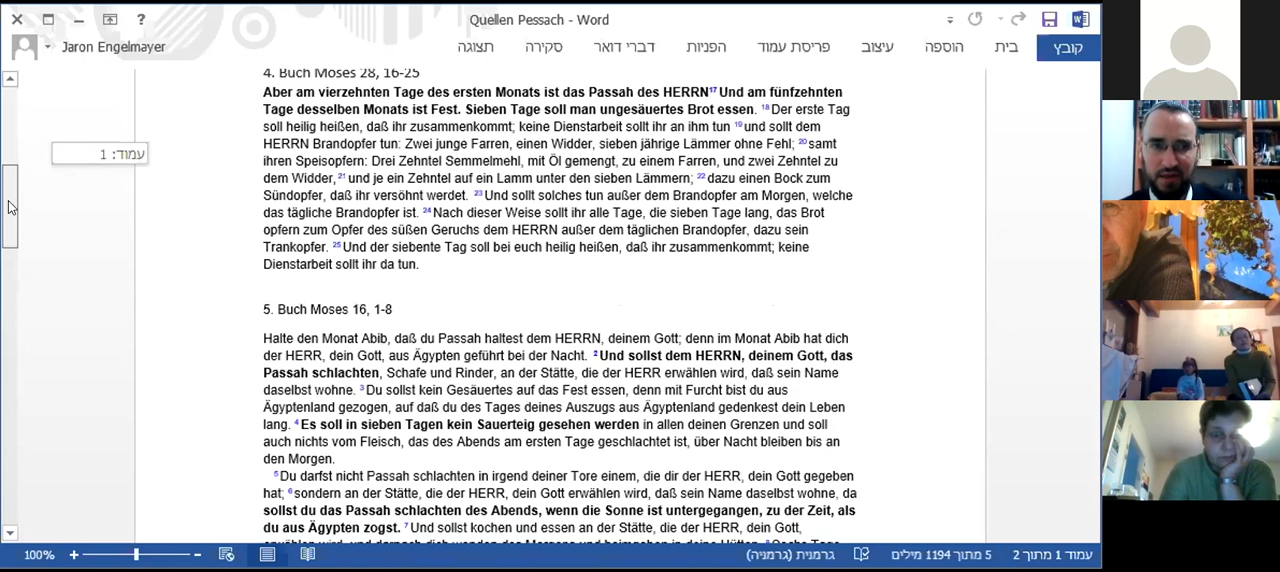 Quellen Pessach - Word
Jaron Engelmayer
קובץ בית הוספה עיצוב פריסת עמוד הפניות דברי דואר סקירה תצוגה
4. Buch Moses 28, 16-25
Aber am vierzehnten Tage des ersten Monats ist das Passah des HERRN17 Und am fünfzehnten
Tage desselben Monats ist Fest. Sieben Tage soll man ungesäuertes Brot essen. 18 Der erste Tag
soll heilig heißen, daß ihr zusammenkommt; keine Dienstarbeit sollt ihr an ihm tun 19 und sollt dem
HERRN Brandopfer tun: Zwei junge Farren, einen Widder, sieben jährige Lämmer ohne Fehl; 20 samt
ihren Speisopfern: Drei Zehntel Semmelmehl, mit Öl gemengt, zu einem Farren, und zwei Zehntel zu
dem Widder, 21 und je ein Zehntel auf ein Lamm unter den sieben Lämmern; 22 dazu einen Bock zum
Sündopfer, daß ihr versöhnt werdet. 23 Und sollt solches tun außer dem Brandopfer am Morgen, welche
das tägliche Brandopfer ist. 24 Nach dieser Weise sollt ihr alle Tage, die sieben Tage lang, das Brot
opfern zum Opfer des süßen Geruchs dem HERRN außer dem täglichen Brandopfer, dazu sein
Trankopfer. 25 Und der siebente Tag soll bei euch heilig heißen, daß ihr zusammenkommt; keine
Dienstarbeit sollt ihr da tun.
עמוד: 1
5. Buch Moses 16, 1-8
Halte den Monat Abib, daß du Passah haltest dem HERRN, deinem Gott; denn im Monat Abib hat dich
der HERR, dein Gott, aus Ägypten geführt bei der Nacht. 2 Und sollst dem HERRN, deinem Gott, das
Passah schlachten, Schafe und Rinder, an der Stätte, die der HERR erwählen wird, daß sein Name
daselbst wohne. 3 Du sollst kein Gesäuertes auf das Fest essen, denn mit Furcht bist du aus
Ägyptenland gezogen, auf daß du des Tages deines Auszugs aus Ägyptenland gedenkest dein Leben
lang. 4 Es soll in sieben Tagen kein Sauerteig gesehen werden in allen deinen Grenzen und soll
auch nichts vom Fleisch, das des Abends am ersten Tage geschlachtet ist, über Nacht bleiben bis an
den Morgen.
5 Du darfst nicht Passah schlachten in irgend deiner Tore einem, die dir der HERR, dein Gott gegeben
hat; 6 sondern an der Stätte, die der HERR, dein Gott erwählen wird, daß sein Name daselbst wohne, da
sollst du das Passah schlachten des Abends, wenn die Sonne ist untergegangen, zu der Zeit, als
du aus Ägypten zogst. 7 Und sollst kochen und essen an der Stätte, die der HERR, dein Gott,
עמוד 1 מתוך 2 5 מתוך 1194 מילים גרמנית (גרמניה) 100%